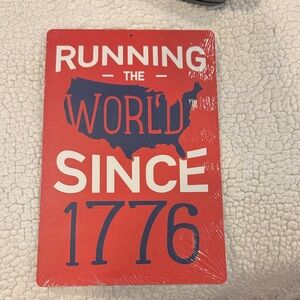 RUNNING
- THE -
WORLD
SINCE
1776